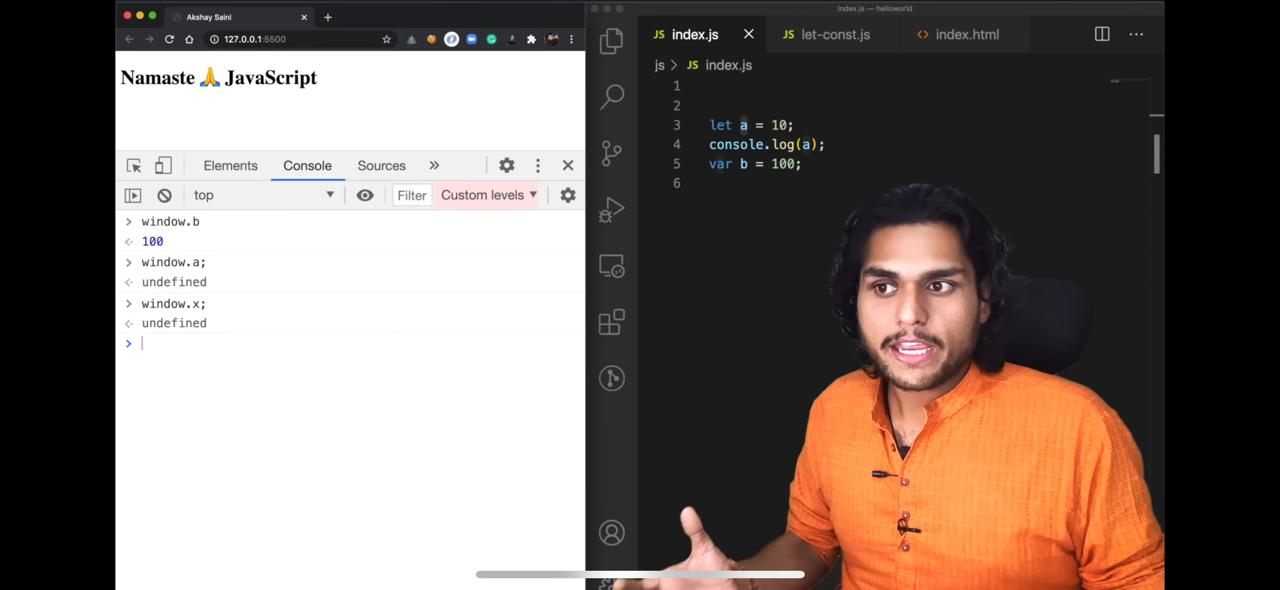 Akshay Saini
127.0.0.1:5500
Namaste 🙏 JavaScript
Elements Console Sources
top Filter Custom levels
window.b
100
window.a;
undefined
window.x;
undefined
index.js — helloworld
JS index.js JS let-const.js <> index.html
js > JS index.js
1
2
3 let a = 10;
4 console.log(a);
5 var b = 100;
6